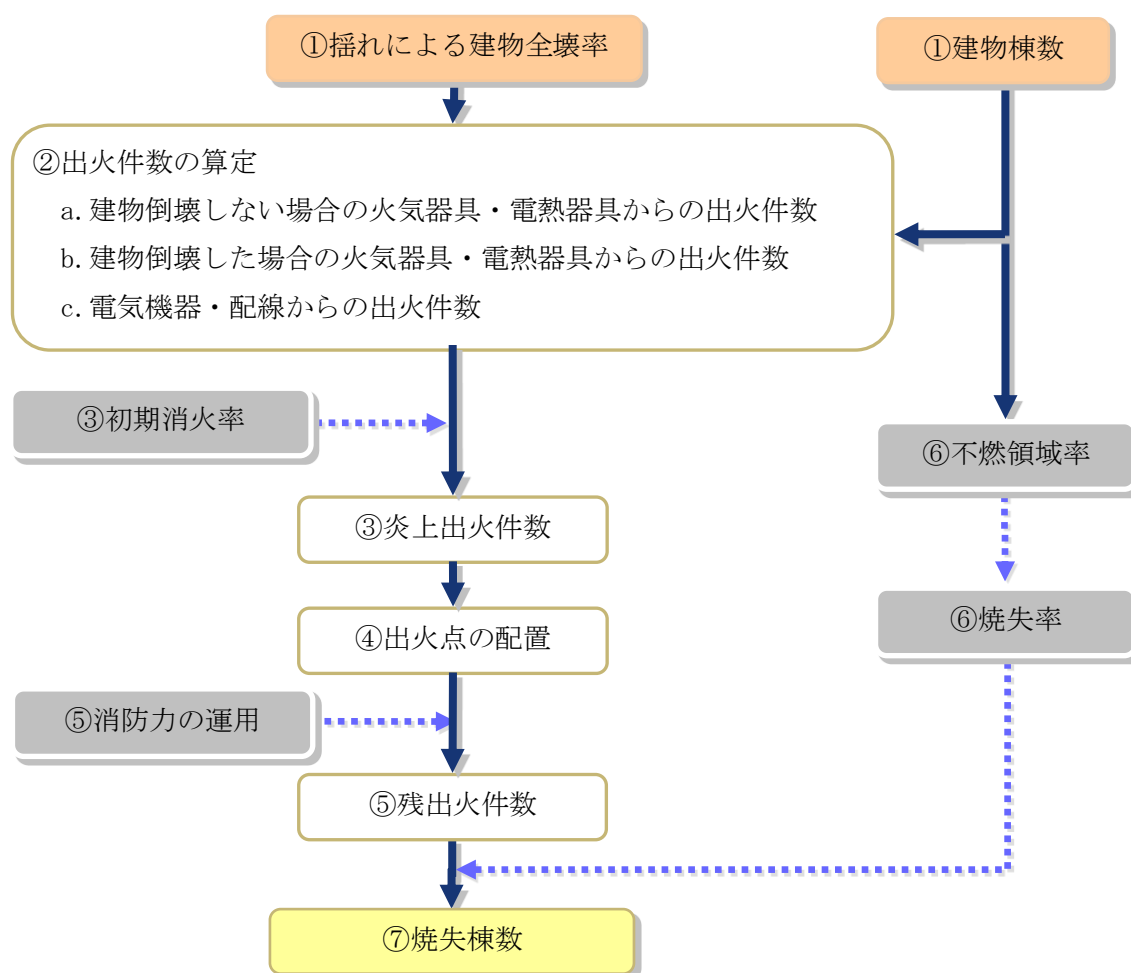 ①揺れによる建物全壊率
①建物棟数
②出火件数の算定
a.建物倒壊しない場合の火気器具・電熱器具からの出火件数
b.建物倒壊した場合の火気器具・電熱器具からの出火件数
c.電気機器・配線からの出火件数
③初期消火率
⑥不燃領域率
③炎上出火件数
④出火点の配置
⑥焼失率
⑤消防力の運用
⑤残出火件数
⑦焼失棟数